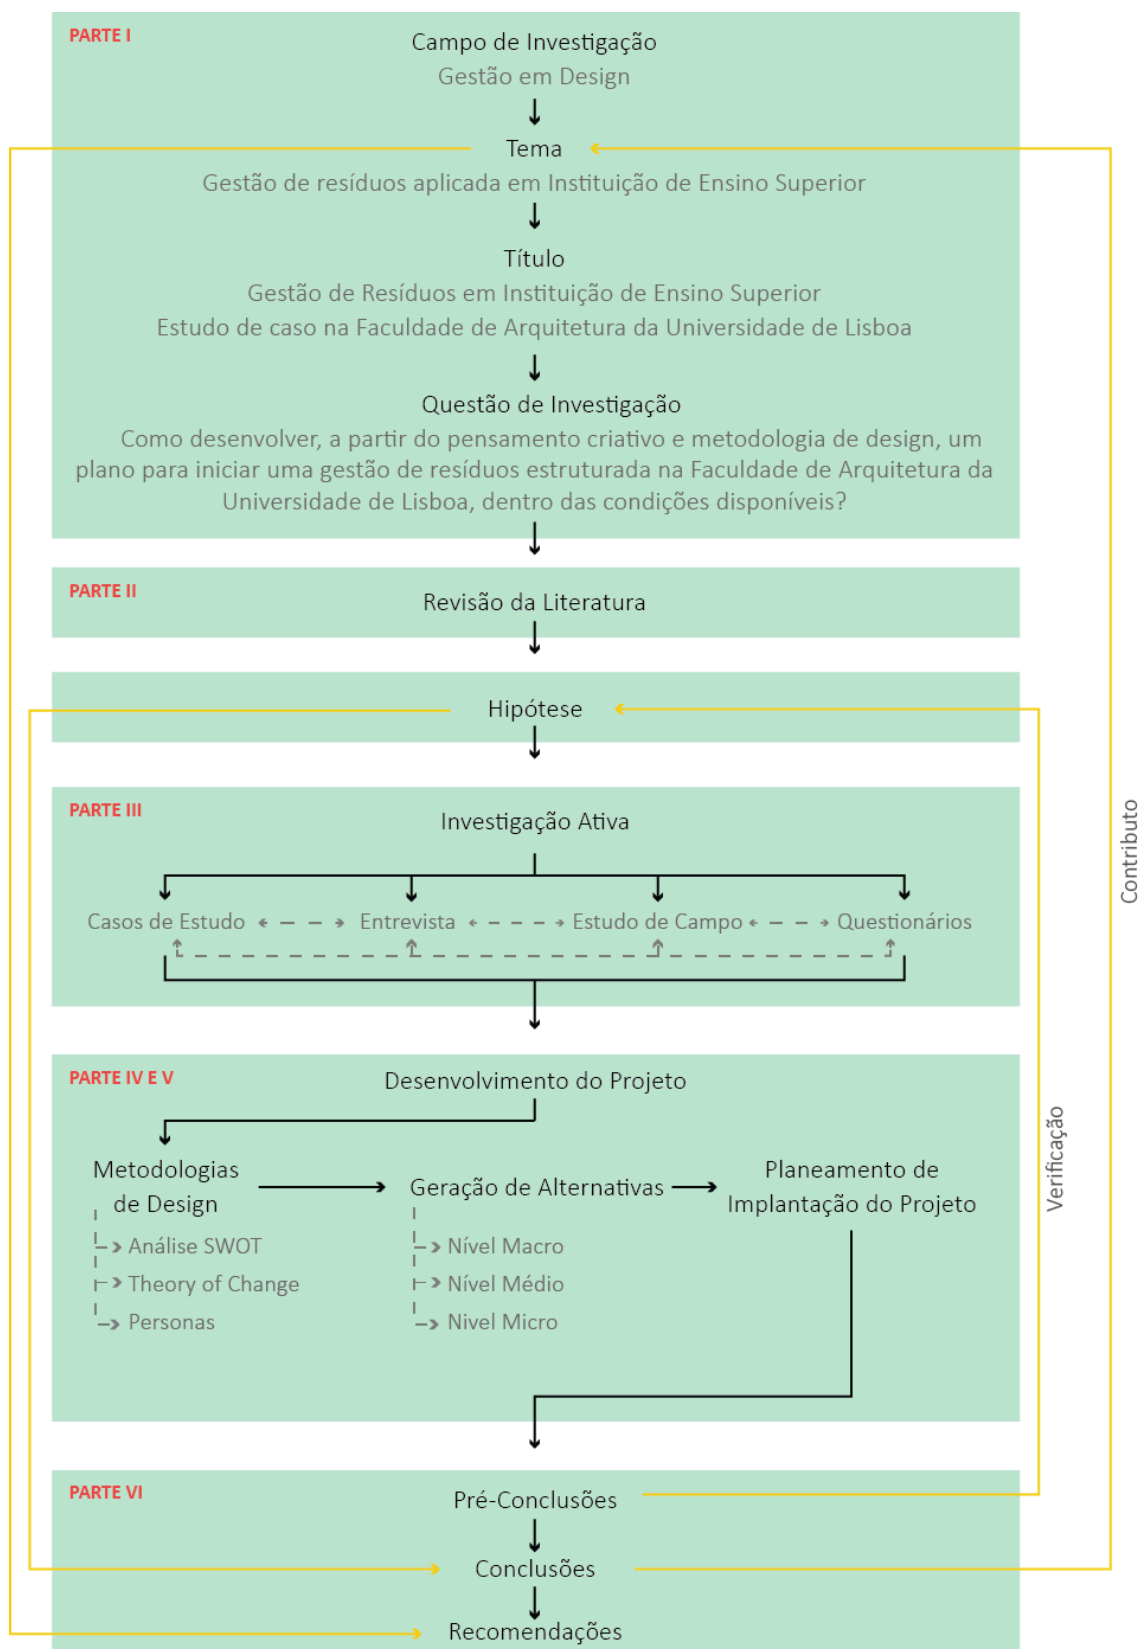 PARTE I
Campo de Investigação
Gestão em Design
Tema
Gestão de resíduos aplicada em Instituição de Ensino Superior
Título
Gestão de Resíduos em Instituição de Ensino Superior
Estudo de caso na Faculdade de Arquitetura da Universidade de Lisboa
Questão de Investigação
Como desenvolver, a partir do pensamento criativo e metodologia de design, um
plano para iniciar uma gestão de resíduos estruturada na Faculdade de Arquitetura da
Universidade de Lisboa, dentro das condições disponíveis?
PARTE II
Revisão da Literatura
Hipótese
PARTE III
Investigação Ativa
Casos de Estudo
Entrevista
Estudo de Campo
Questionários
Contributo
PARTE IV E V
Desenvolvimento do Projeto
Metodologias
de Design
Análise SWOT
Theory of Change
Personas
Geração de Alternativas
Nível Macro
Nível Médio
Nivel Micro
Planeamento de
Implantação do Projeto
Verificação
PARTE VI
Pré-Conclusões
Conclusões
Recomendações